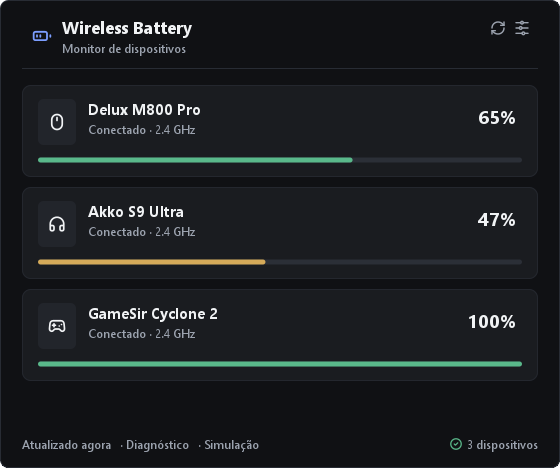 Wireless Battery
Monitor de dispositivos
Delux M800 Pro
Conectado · 2.4 GHz
65%
Akko S9 Ultra
Conectado · 2.4 GHz
47%
GameSir Cyclone 2
Conectado · 2.4 GHz
100%
Atualizado agora · Diagnóstico · Simulação
3 dispositivos